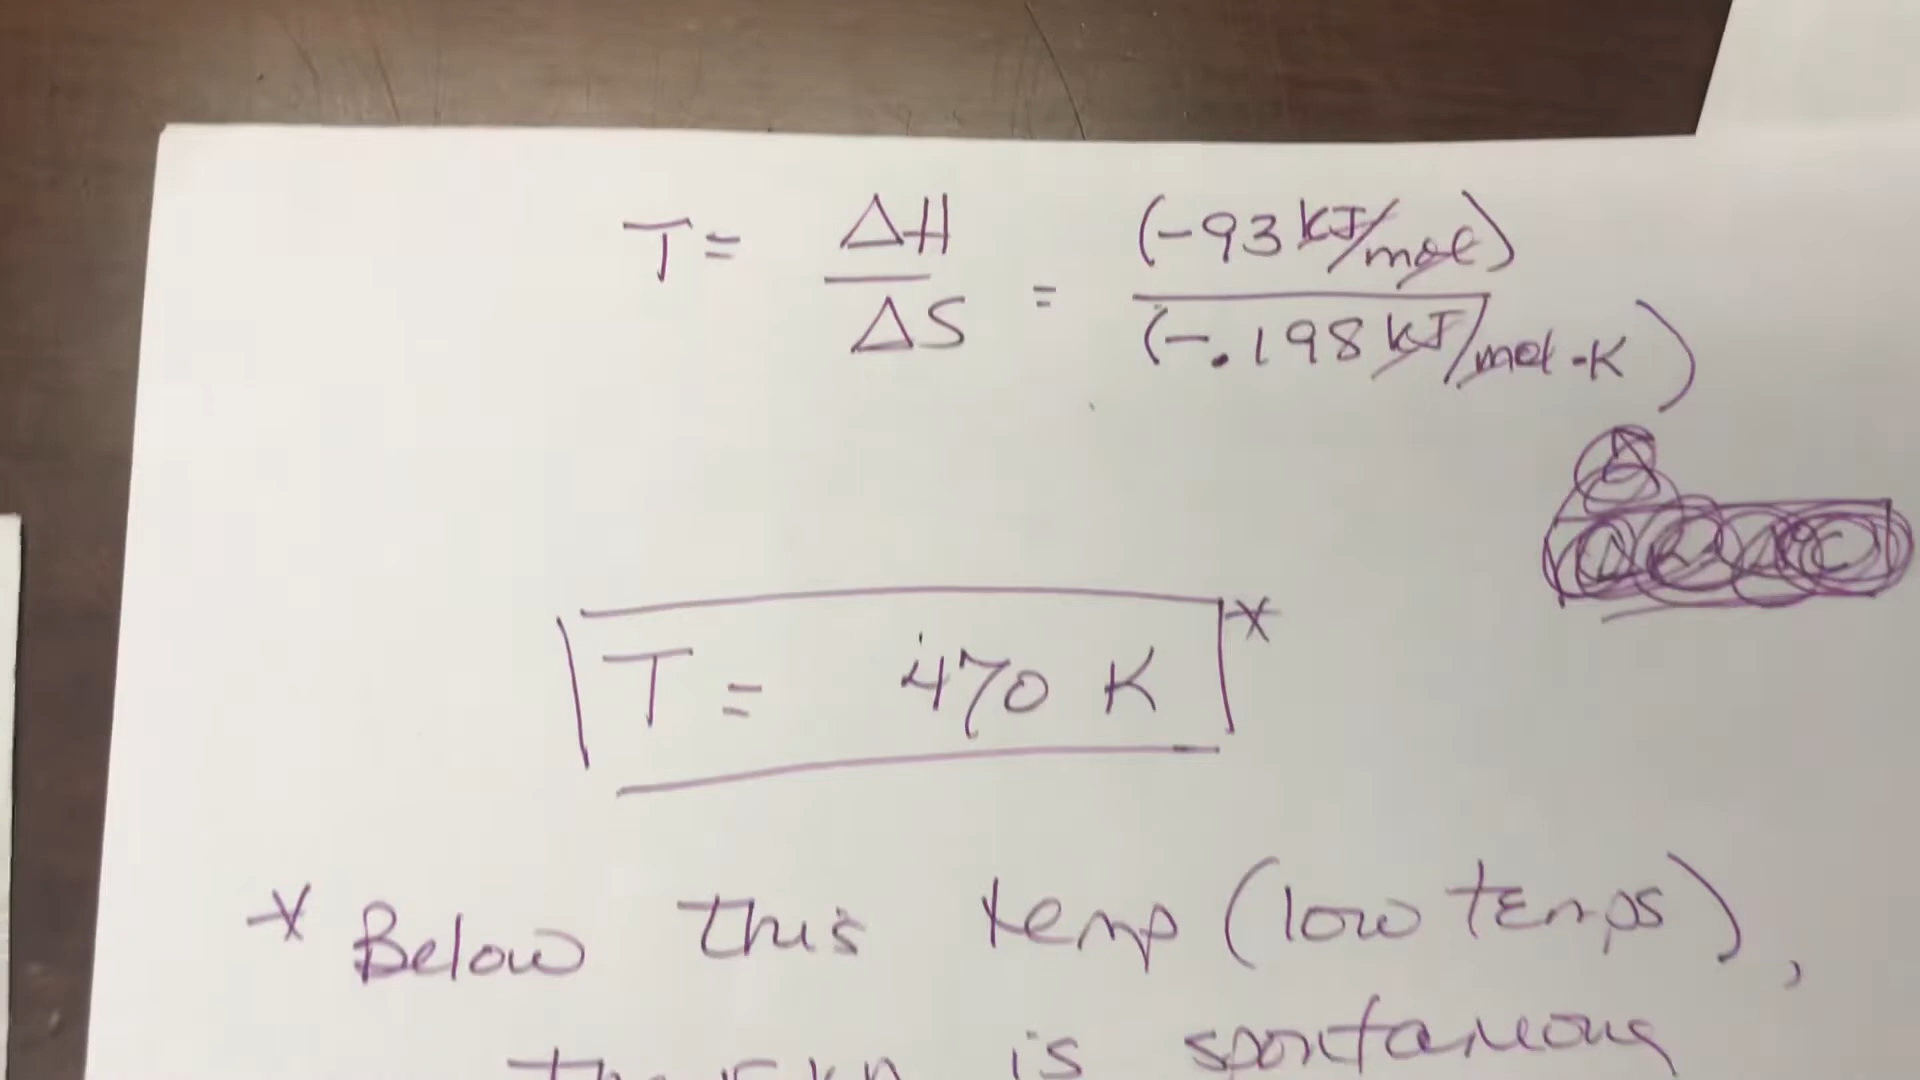 T = ΔH/ΔS = (-93 kJ/mol)/(-.198 kJ/mol-K)
T = 470 K *
* Below this temp (low temps),
the rxn is spontaneous